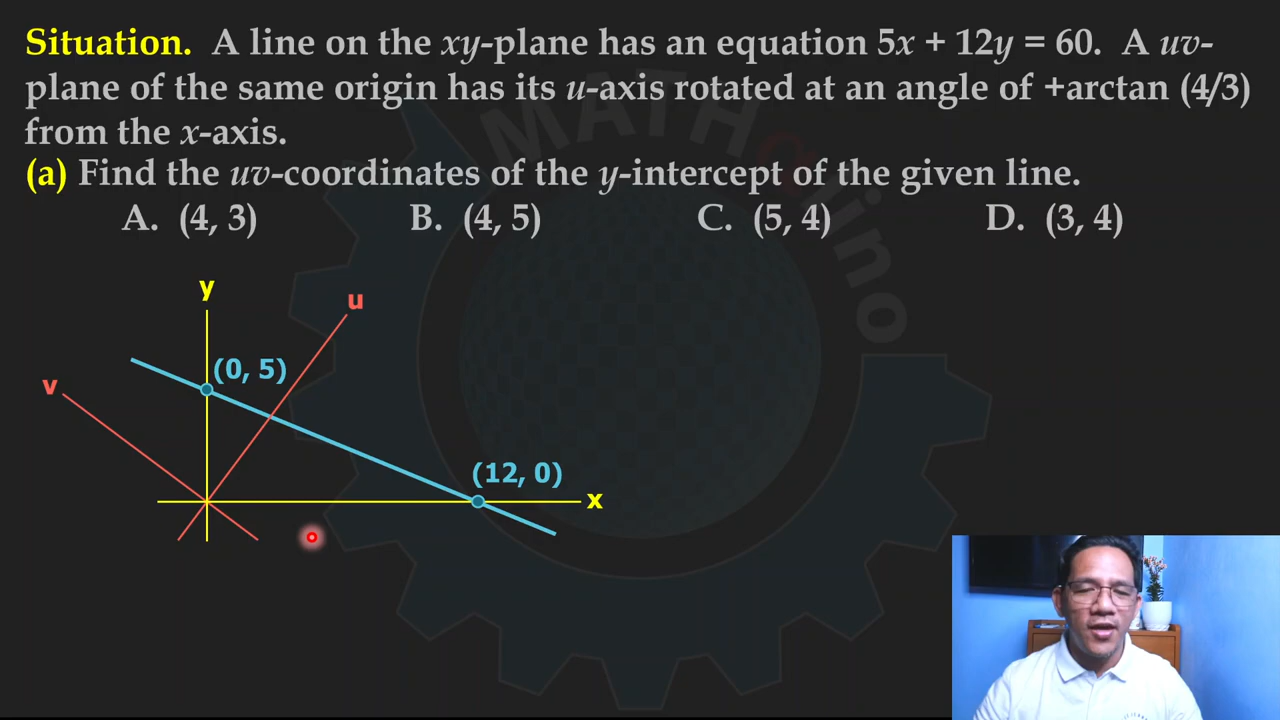 Situation. A line on the xy-plane has an equation 5x + 12y = 60. A uv-
plane of the same origin has its u-axis rotated at an angle of +arctan (4/3)
from the x-axis.
(a) Find the uv-coordinates of the y-intercept of the given line.
A. (4, 3) B. (4, 5) C. (5, 4) D. (3, 4)
MATHalino
y
u
(0, 5)
v
(12, 0)
x